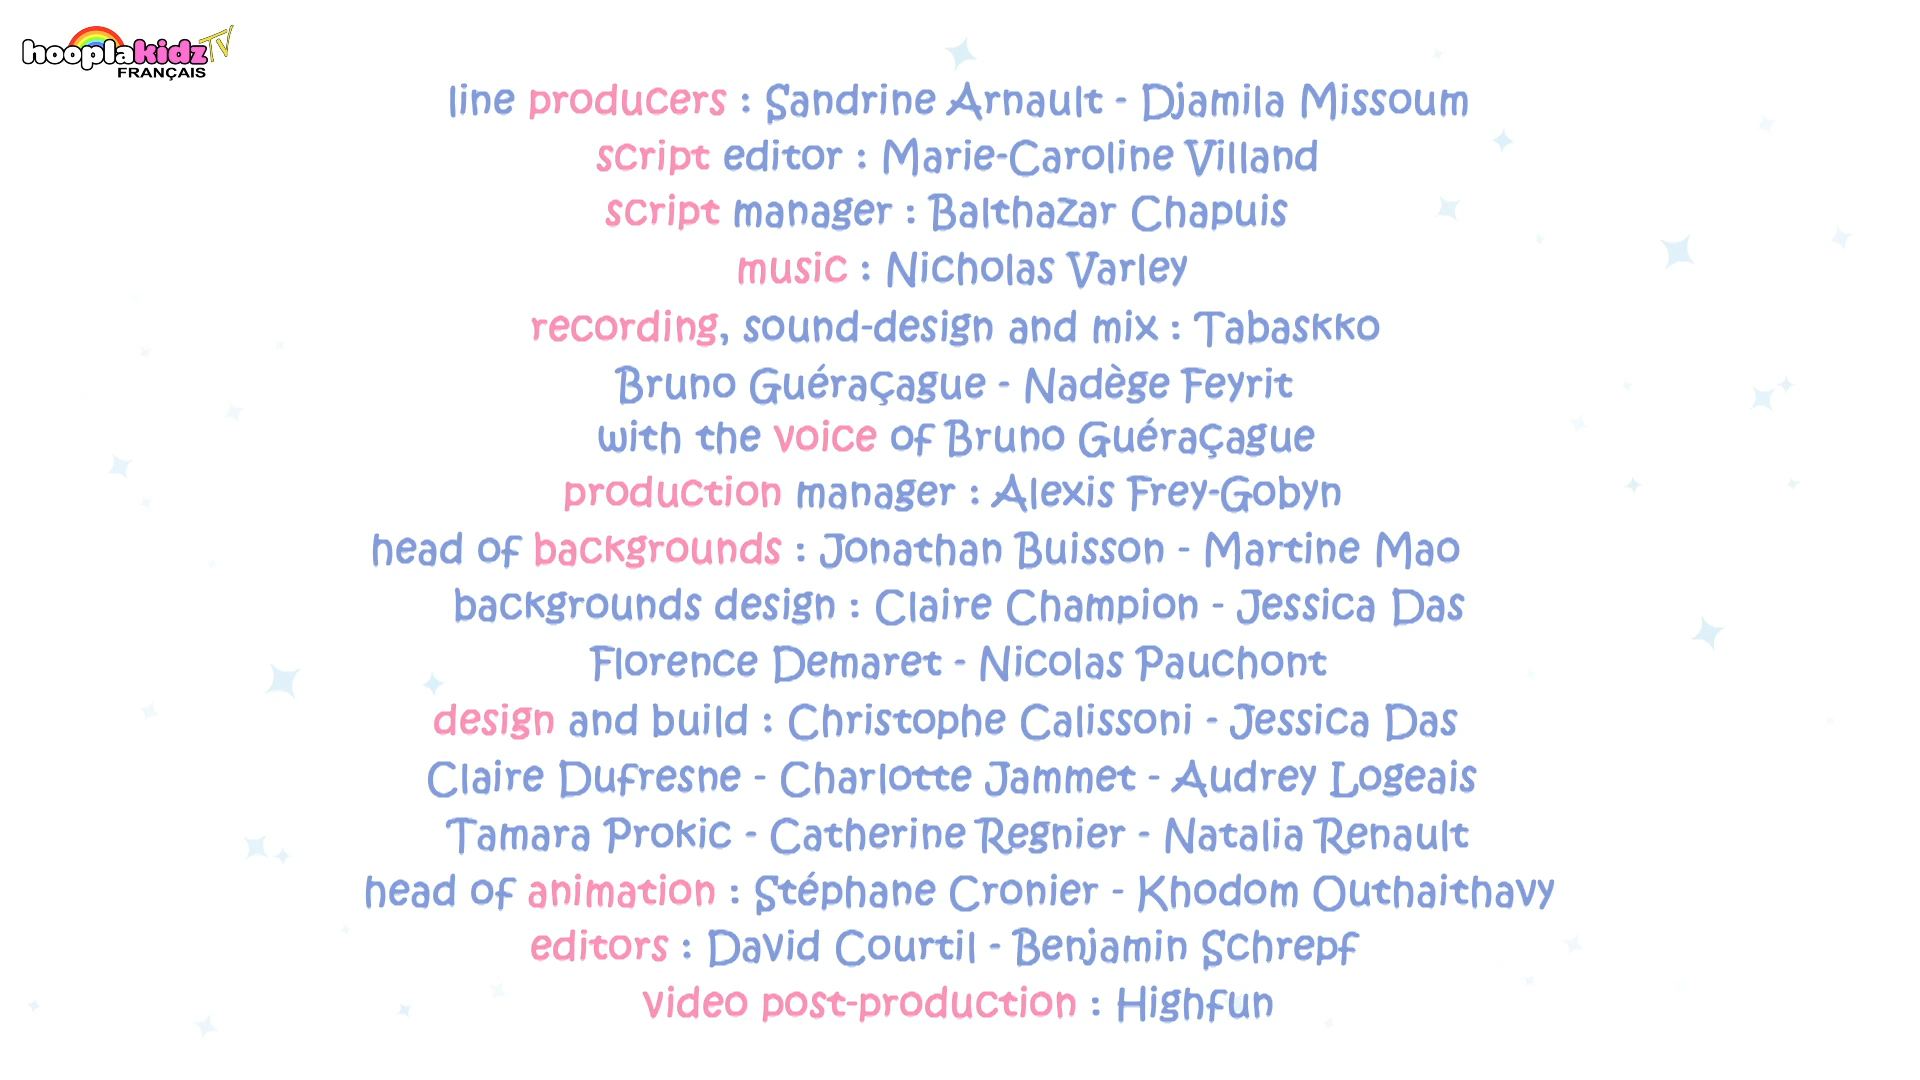 hooplakidz TV
FRANÇAIS
line producers : Sandrine Arnault - Djamila Missoum
script editor : Marie-Caroline Villand
script manager : Balthazar Chapuis
music : Nicholas Varley
recording, sound-design and mix : Tabaskko
Bruno Guéraçague - Nadège Feyrit
with the voice of Bruno Guéraçague
production manager : Alexis Frey-Gobyn
head of backgrounds : Jonathan Buisson - Martine Mao
backgrounds design : Claire Champion - Jessica Das
Florence Demaret - Nicolas Pauchont
design and build : Christophe Calissoni - Jessica Das
Claire Dufresne - Charlotte Jammet - Audrey Logeais
Tamara Prokic - Catherine Regnier - Natalia Renault
head of animation : Stéphane Cronier - Khodom Outhaithavy
editors : David Courtil - Benjamin Schrepf
video post-production : Highfun